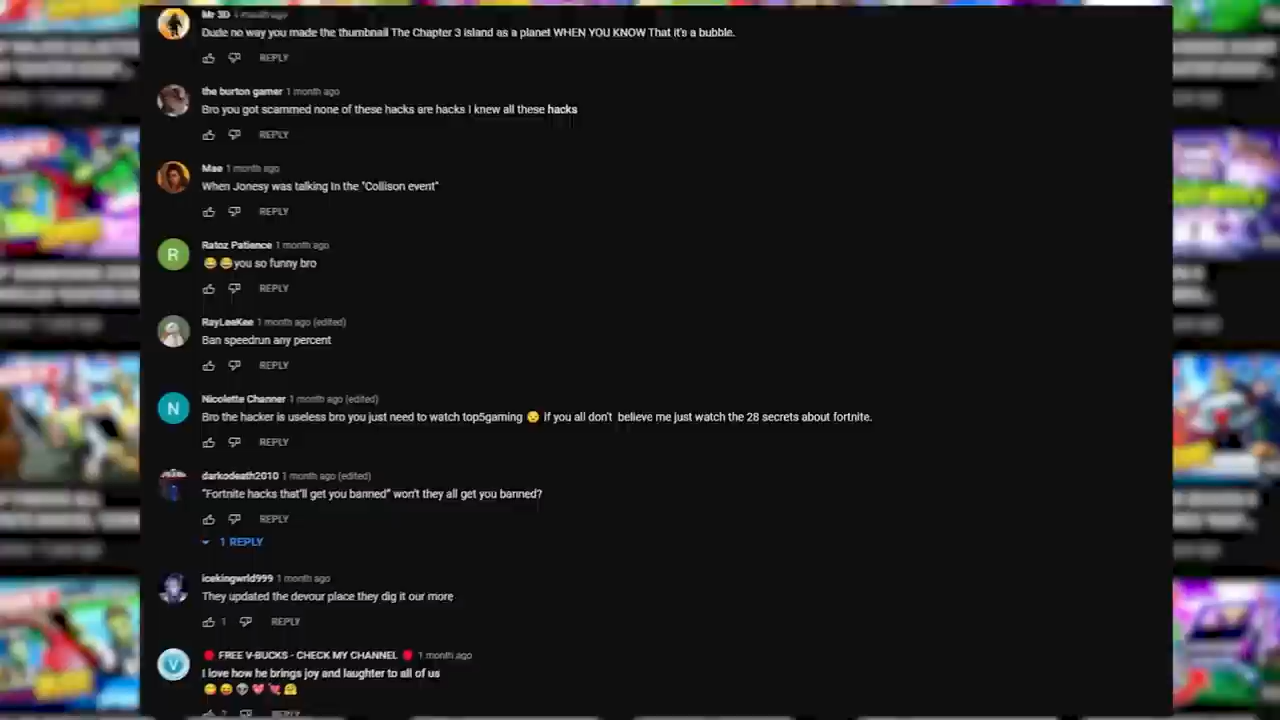 Mr 3D 1 month ago
Dude no way you made the thumbnail The Chapter 3 island as a planet WHEN YOU KNOW That it's a bubble.
REPLY
the burton gamer 1 month ago
Bro you got scammed none of these hacks are hacks I knew all these hacks
REPLY
Mae 1 month ago
When Jonesy was talking in the "Collison event"
REPLY
Ratoz Patience 1 month ago
😂 😂you so funny bro
REPLY
RayLeeKee 1 month ago (edited)
Ban speedrun any percent
REPLY
Nicolette Channer 1 month ago (edited)
Bro the hacker is useless bro you just need to watch top5gaming 😒 If you all don't believe me just watch the 28 secrets about fortnite.
REPLY
darkodeath2010 1 month ago (edited)
"Fortnite hacks that'll get you banned" won't they all get you banned?
REPLY
1 REPLY
icekingwrld999 1 month ago
They updated the devour place they dig it our more
1 REPLY
🔴 FREE V-BUCKS - CHECK MY CHANNEL 🔴 1 month ago
I love how he brings joy and laughter to all of us
😋 😆 👽 💖 💘 🤗
2 REPLY